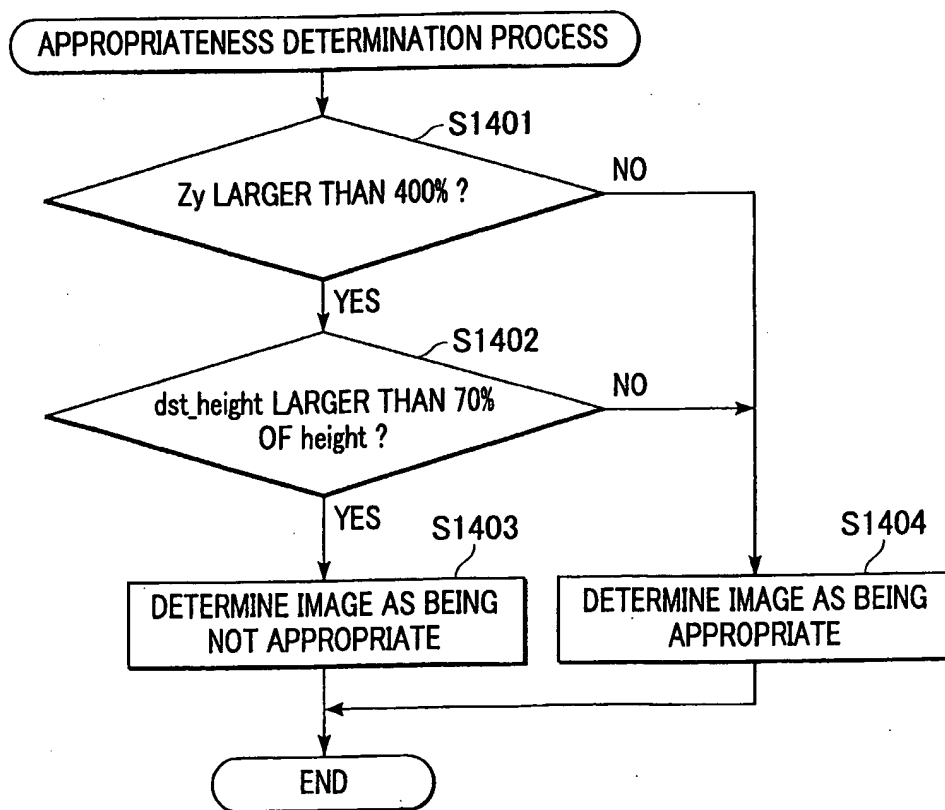 APPROPRIATENESS DETERMINATION PROCESS
S1401
Zy LARGER THAN 400% ?
NO
YES
S1402
dst_height LARGER THAN 70%
OF height ?
NO
YES
S1403
DETERMINE IMAGE AS BEING
NOT APPROPRIATE
S1404
DETERMINE IMAGE AS BEING
APPROPRIATE
END